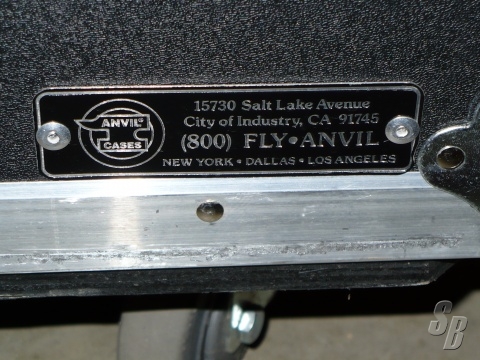 ANVIL®
CASES
15730 Salt Lake Avenue
City of Industry, CA 91745
(800) FLY•ANVIL
NEW YORK • DALLAS • LOS ANGELES
SB